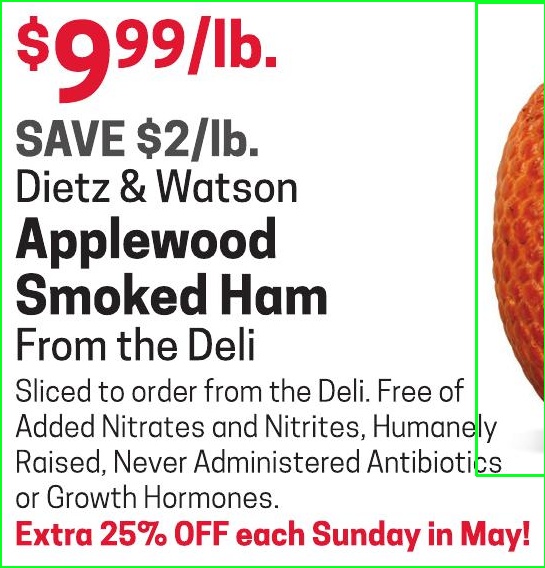 $9.99/lb.
SAVE $2/lb.
Dietz & Watson
Applewood
Smoked Ham
From the Deli
Sliced to order from the Deli. Free of
Added Nitrates and Nitrites, Humanely
Raised, Never Administered Antibiotics
or Growth Hormones.
Extra 25% OFF each Sunday in May!